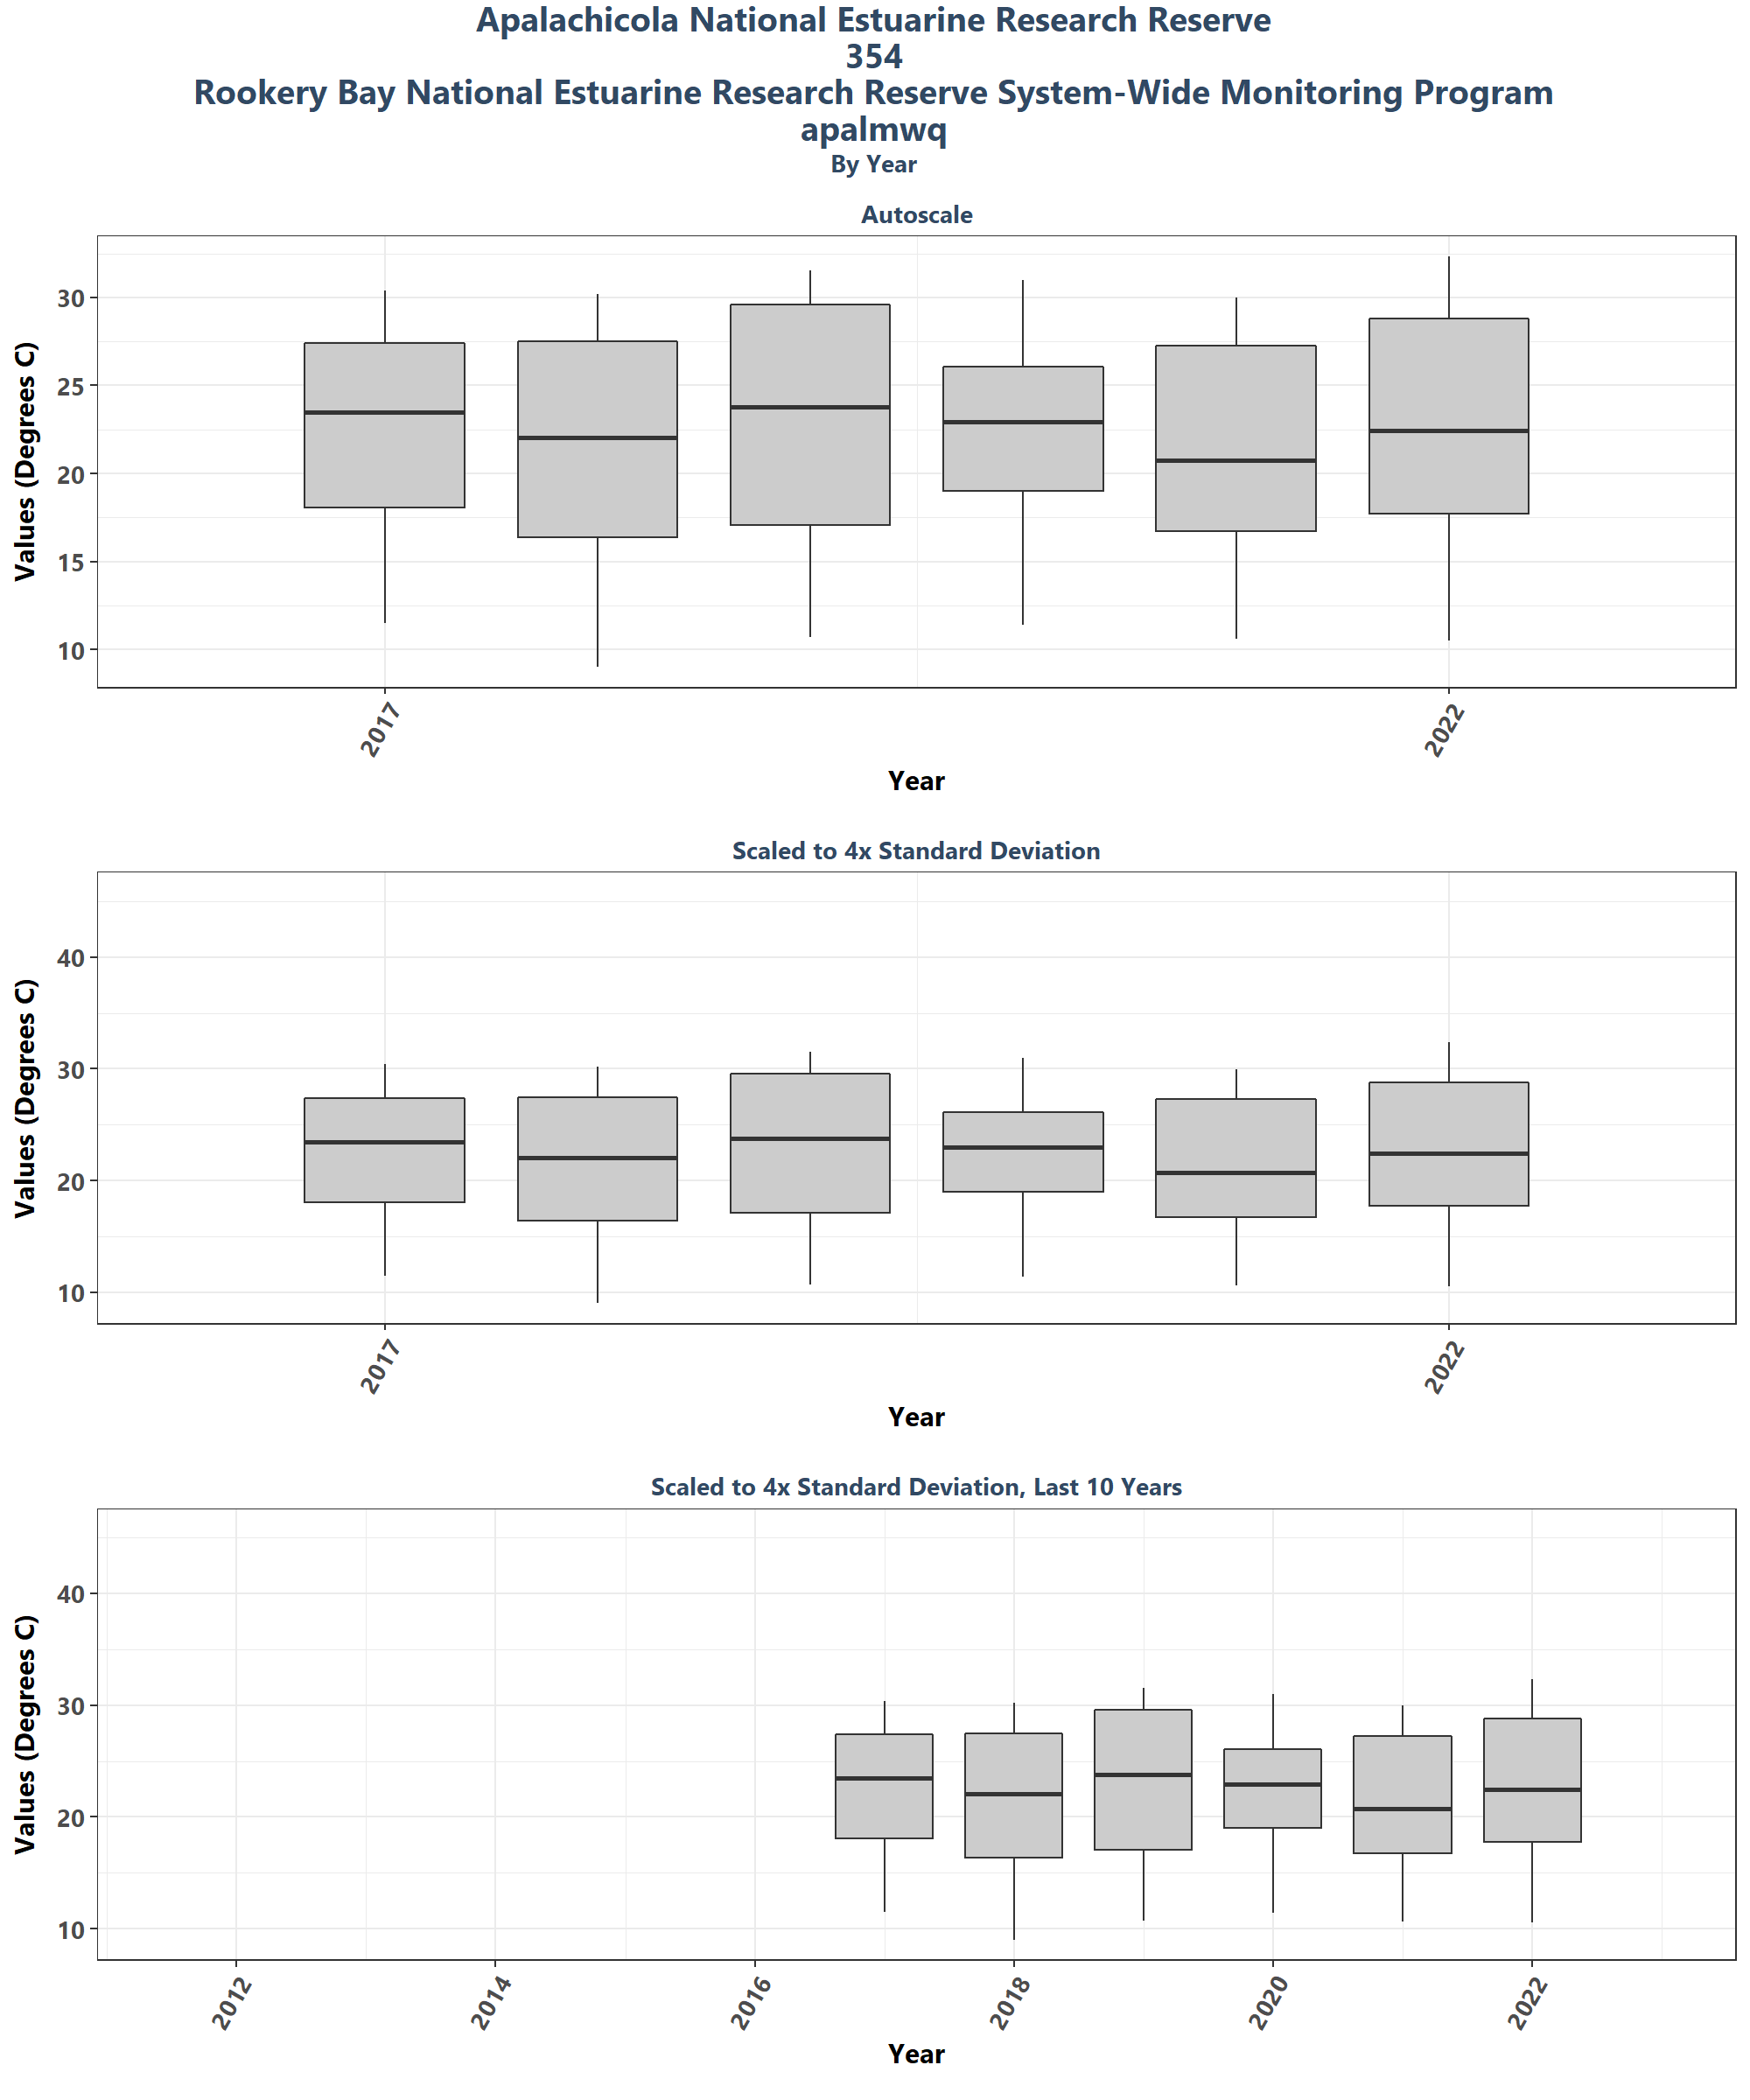 Apalachicola National Estuarine Research Reserve
354
Rookery Bay National Estuarine Research Reserve System-Wide Monitoring Program
apalmwq
By Year
Autoscale
Values (Degrees C)
30
25
20
15
10
2017
2022
Year
Scaled to 4x Standard Deviation
Values (Degrees C)
40
30
20
10
2017
2022
Year
Scaled to 4x Standard Deviation, Last 10 Years
Values (Degrees C)
40
30
20
10
2012
2014
2016
2018
2020
2022
Year